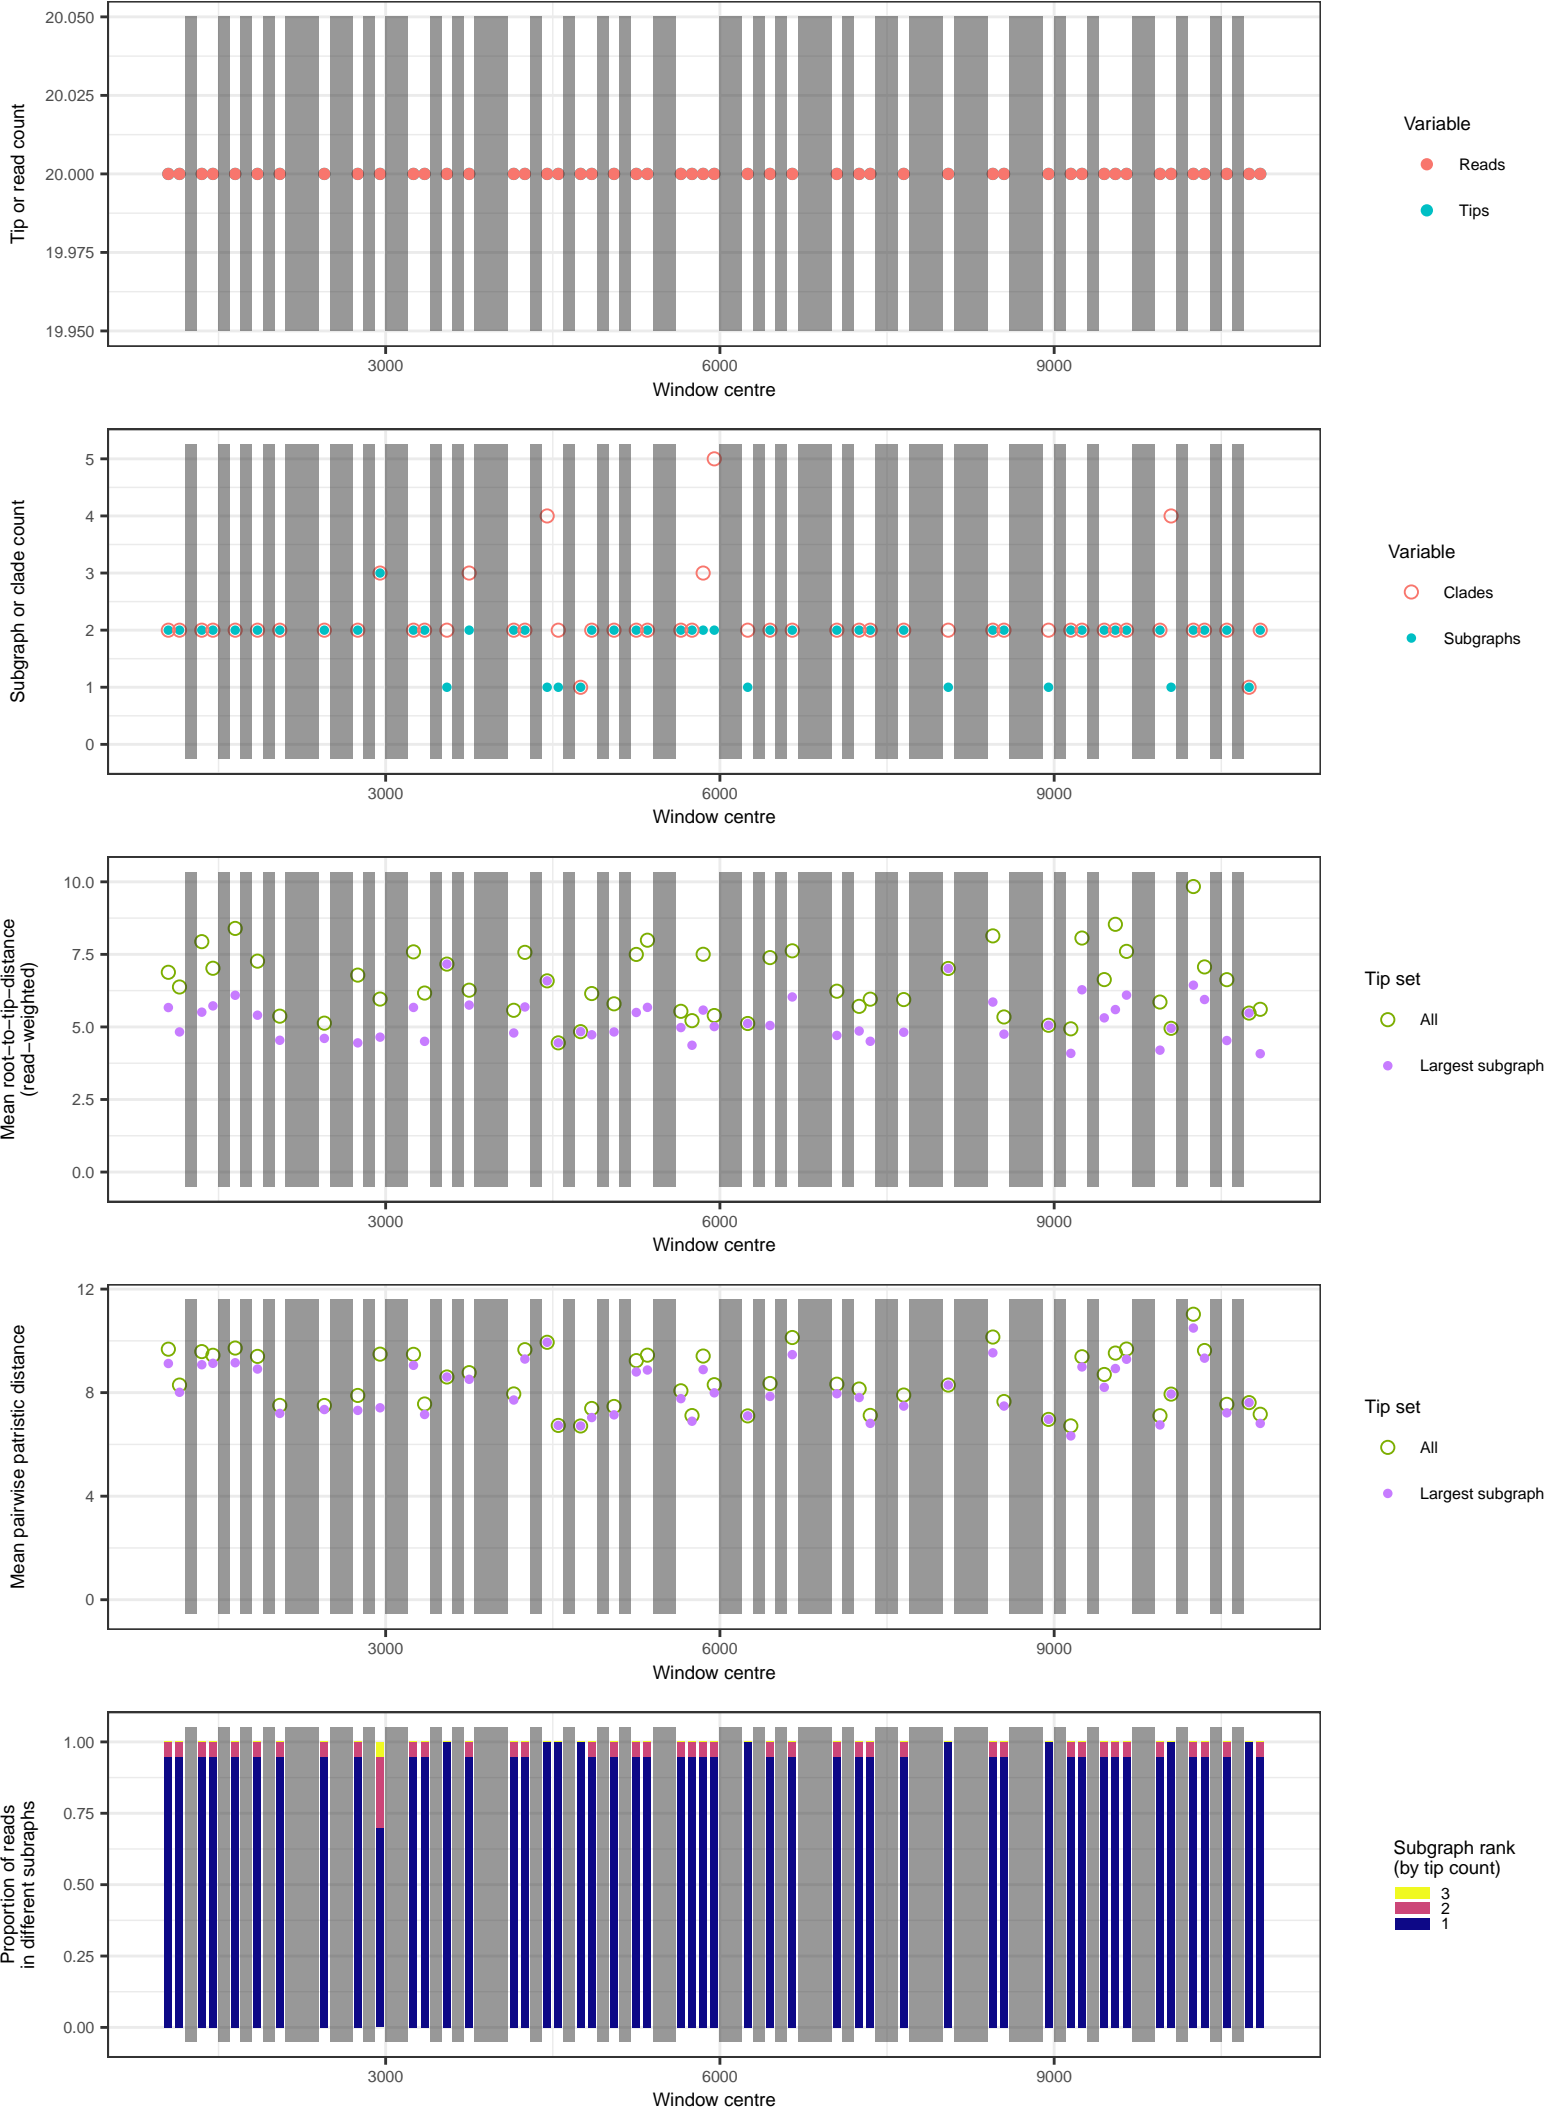 20.050
20.025
20.000
19.975
19.950
Tip or read count
3000
6000
9000
Window centre
Variable
Reads
Tips
5
4
3
2
1
0
Subgraph or clade count
3000
6000
9000
Window centre
Variable
Clades
Subgraphs
10.0
7.5
5.0
2.5
0.0
Mean root−to−tip−distance
(read−weighted)
3000
6000
9000
Window centre
Tip set
All
Largest subgraph
12
8
4
0
Mean pairwise patristic distance
3000
6000
9000
Window centre
Tip set
All
Largest subgraph
1.00
0.75
0.50
0.25
0.00
Proportion of reads
in different subraphs
3000
6000
9000
Window centre
Subgraph rank
(by tip count)
3
2
1